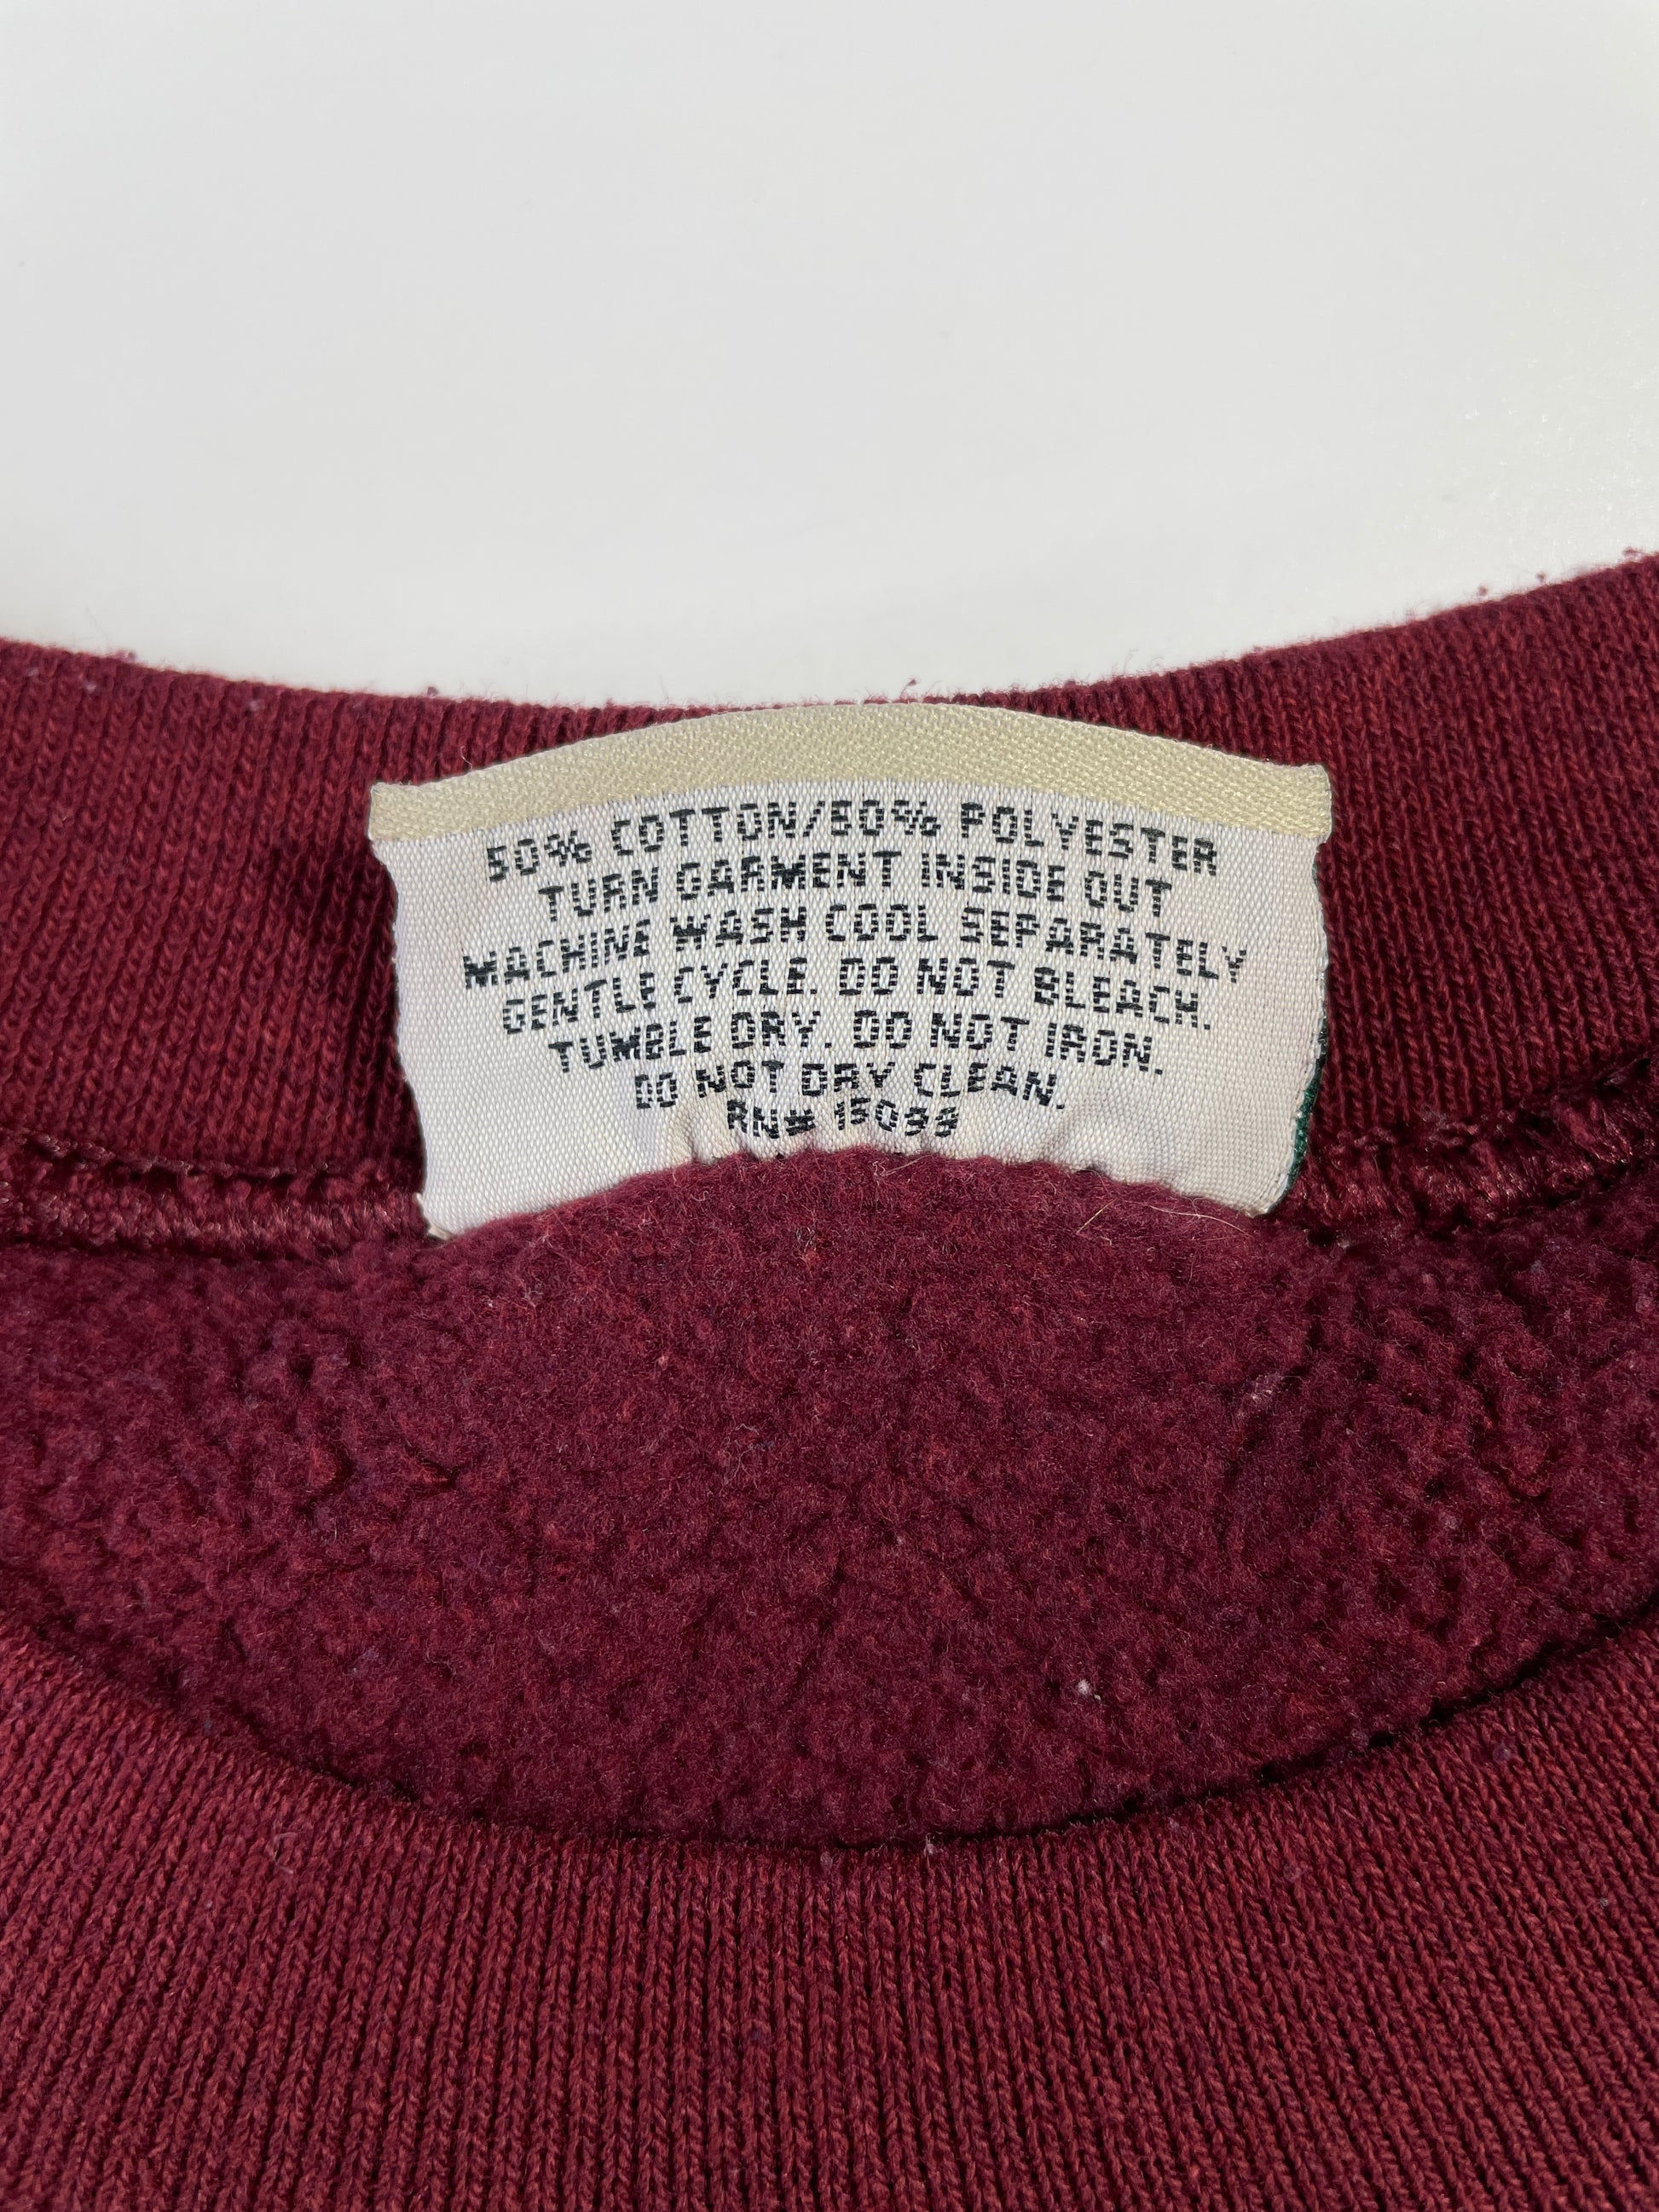 50% COTTON/50% POLYESTER
TURN GARMENT INSIDE OUT
MACHINE WASH COOL SEPARATELY
GENTLE CYCLE. DO NOT BLEACH.
TUMBLE DRY. DO NOT IRON.
DO NOT DRY CLEAN.
RN# 15099